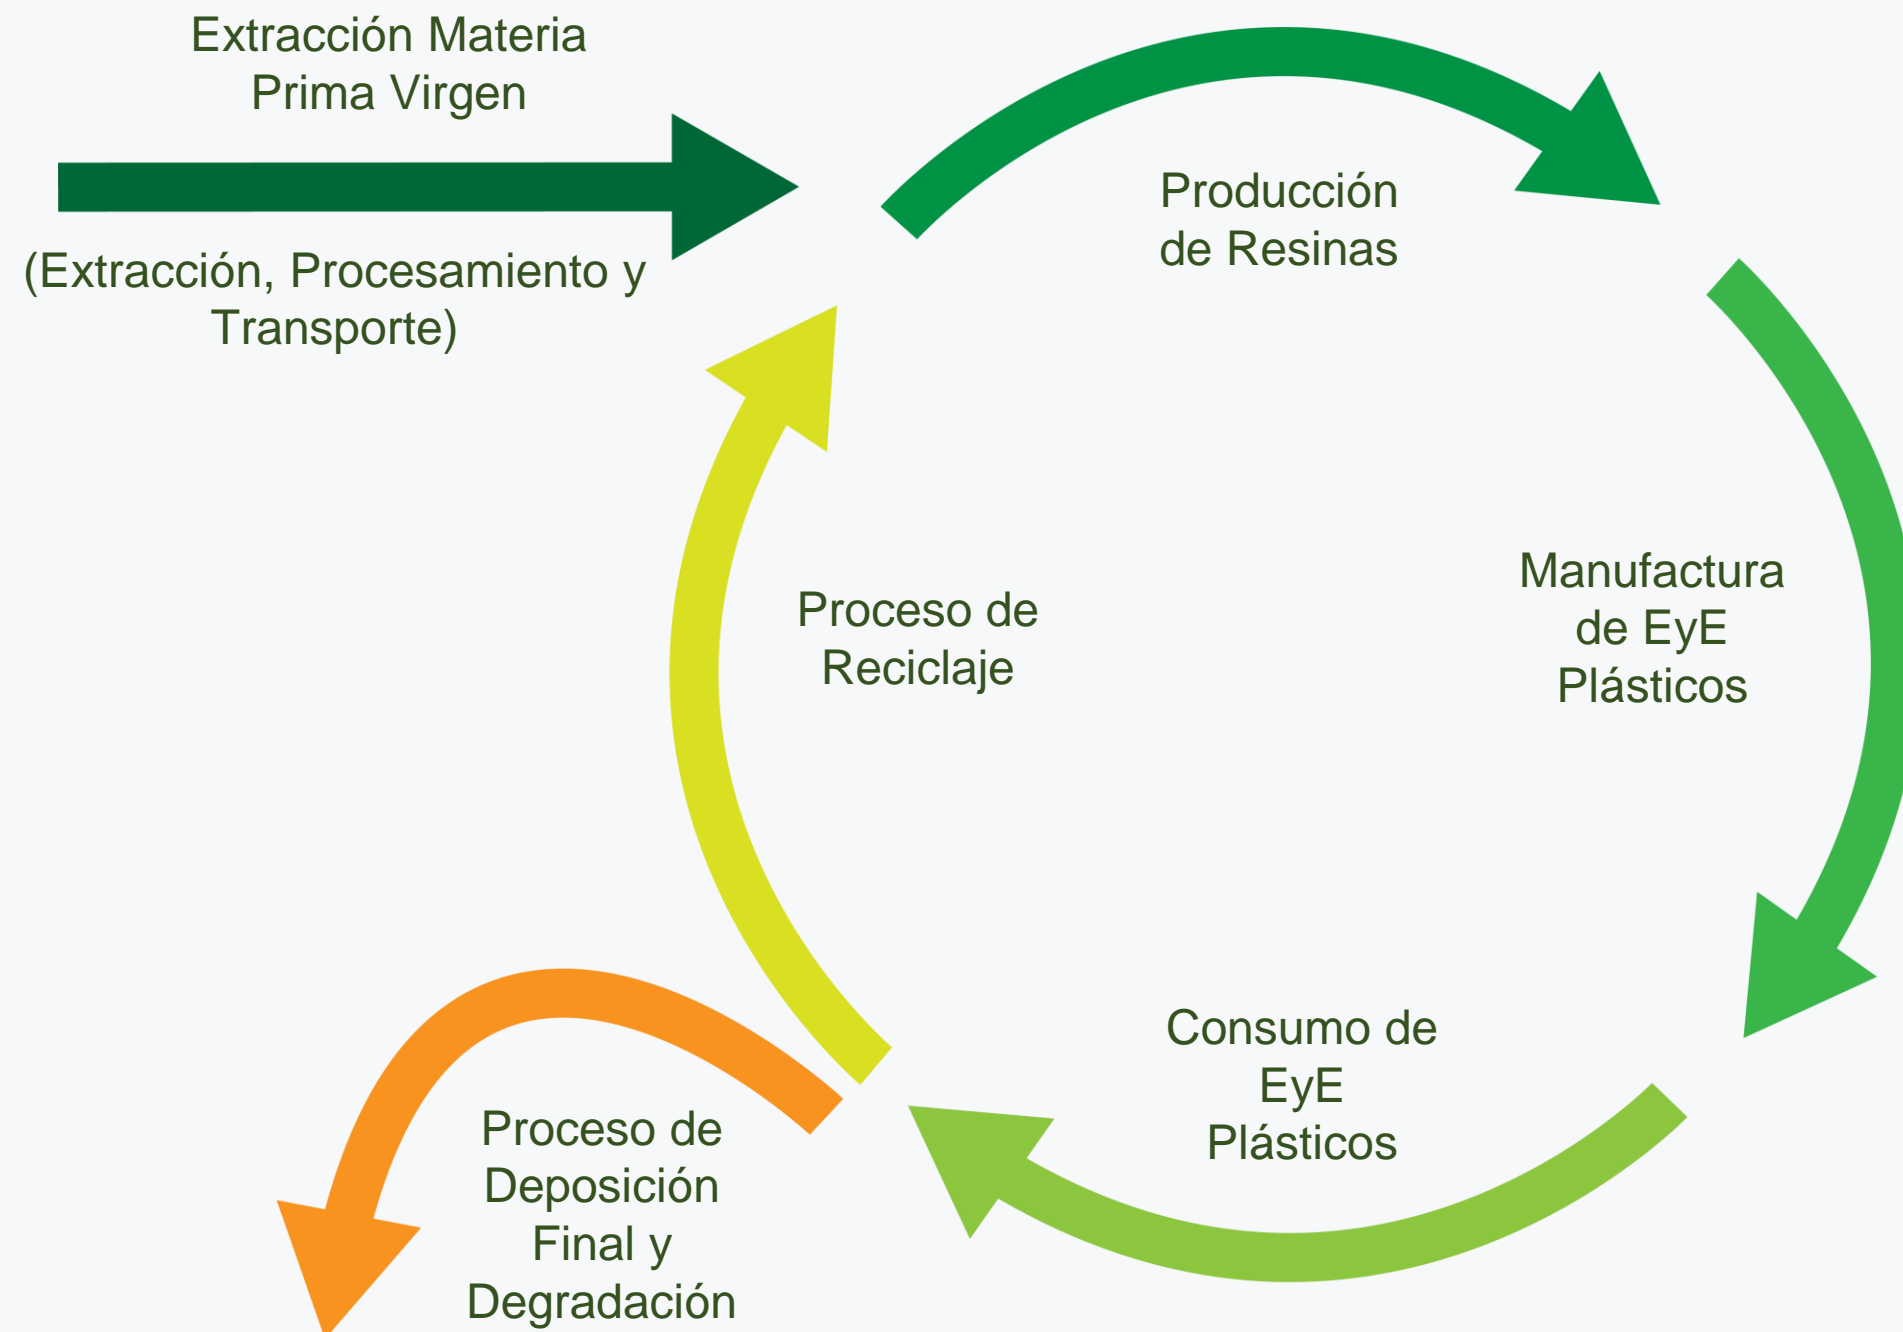 Extracción Materia
Prima Virgen
(Extracción, Procesamiento y
Transporte)
Producción
de Resinas
Manufactura
de EyE
Plásticos
Proceso de
Reciclaje
Consumo de
EyE
Plásticos
Proceso de
Deposición
Final y
Degradación